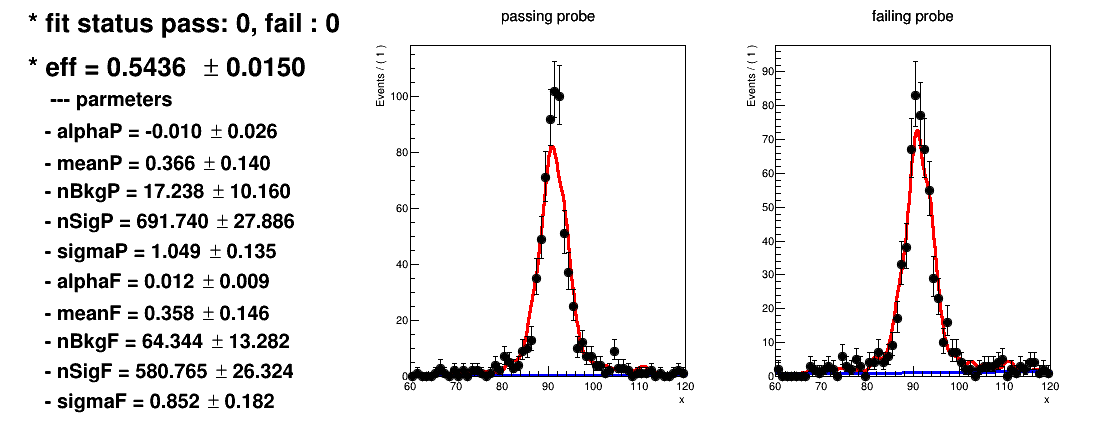 * fit status pass: 0, fail : 0
* eff = 0.5436 ± 0.0150
--- parmeters
- alphaP = -0.010 ± 0.026
- meanP = 0.366 ± 0.140
- nBkgP = 17.238 ± 10.160
- nSigP = 691.740 ± 27.886
- sigmaP = 1.049 ± 0.135
- alphaF = 0.012 ± 0.009
- meanF = 0.358 ± 0.146
- nBkgF = 64.344 ± 13.282
- nSigF = 580.765 ± 26.324
- sigmaF = 0.852 ± 0.182
passing probe
Events / ( 1 )
100
80
60
40
20
0
60 70 80 90 100 110 120
x
failing probe
Events / ( 1 )
90
80
70
60
50
40
30
20
10
0
60 70 80 90 100 110 120
x